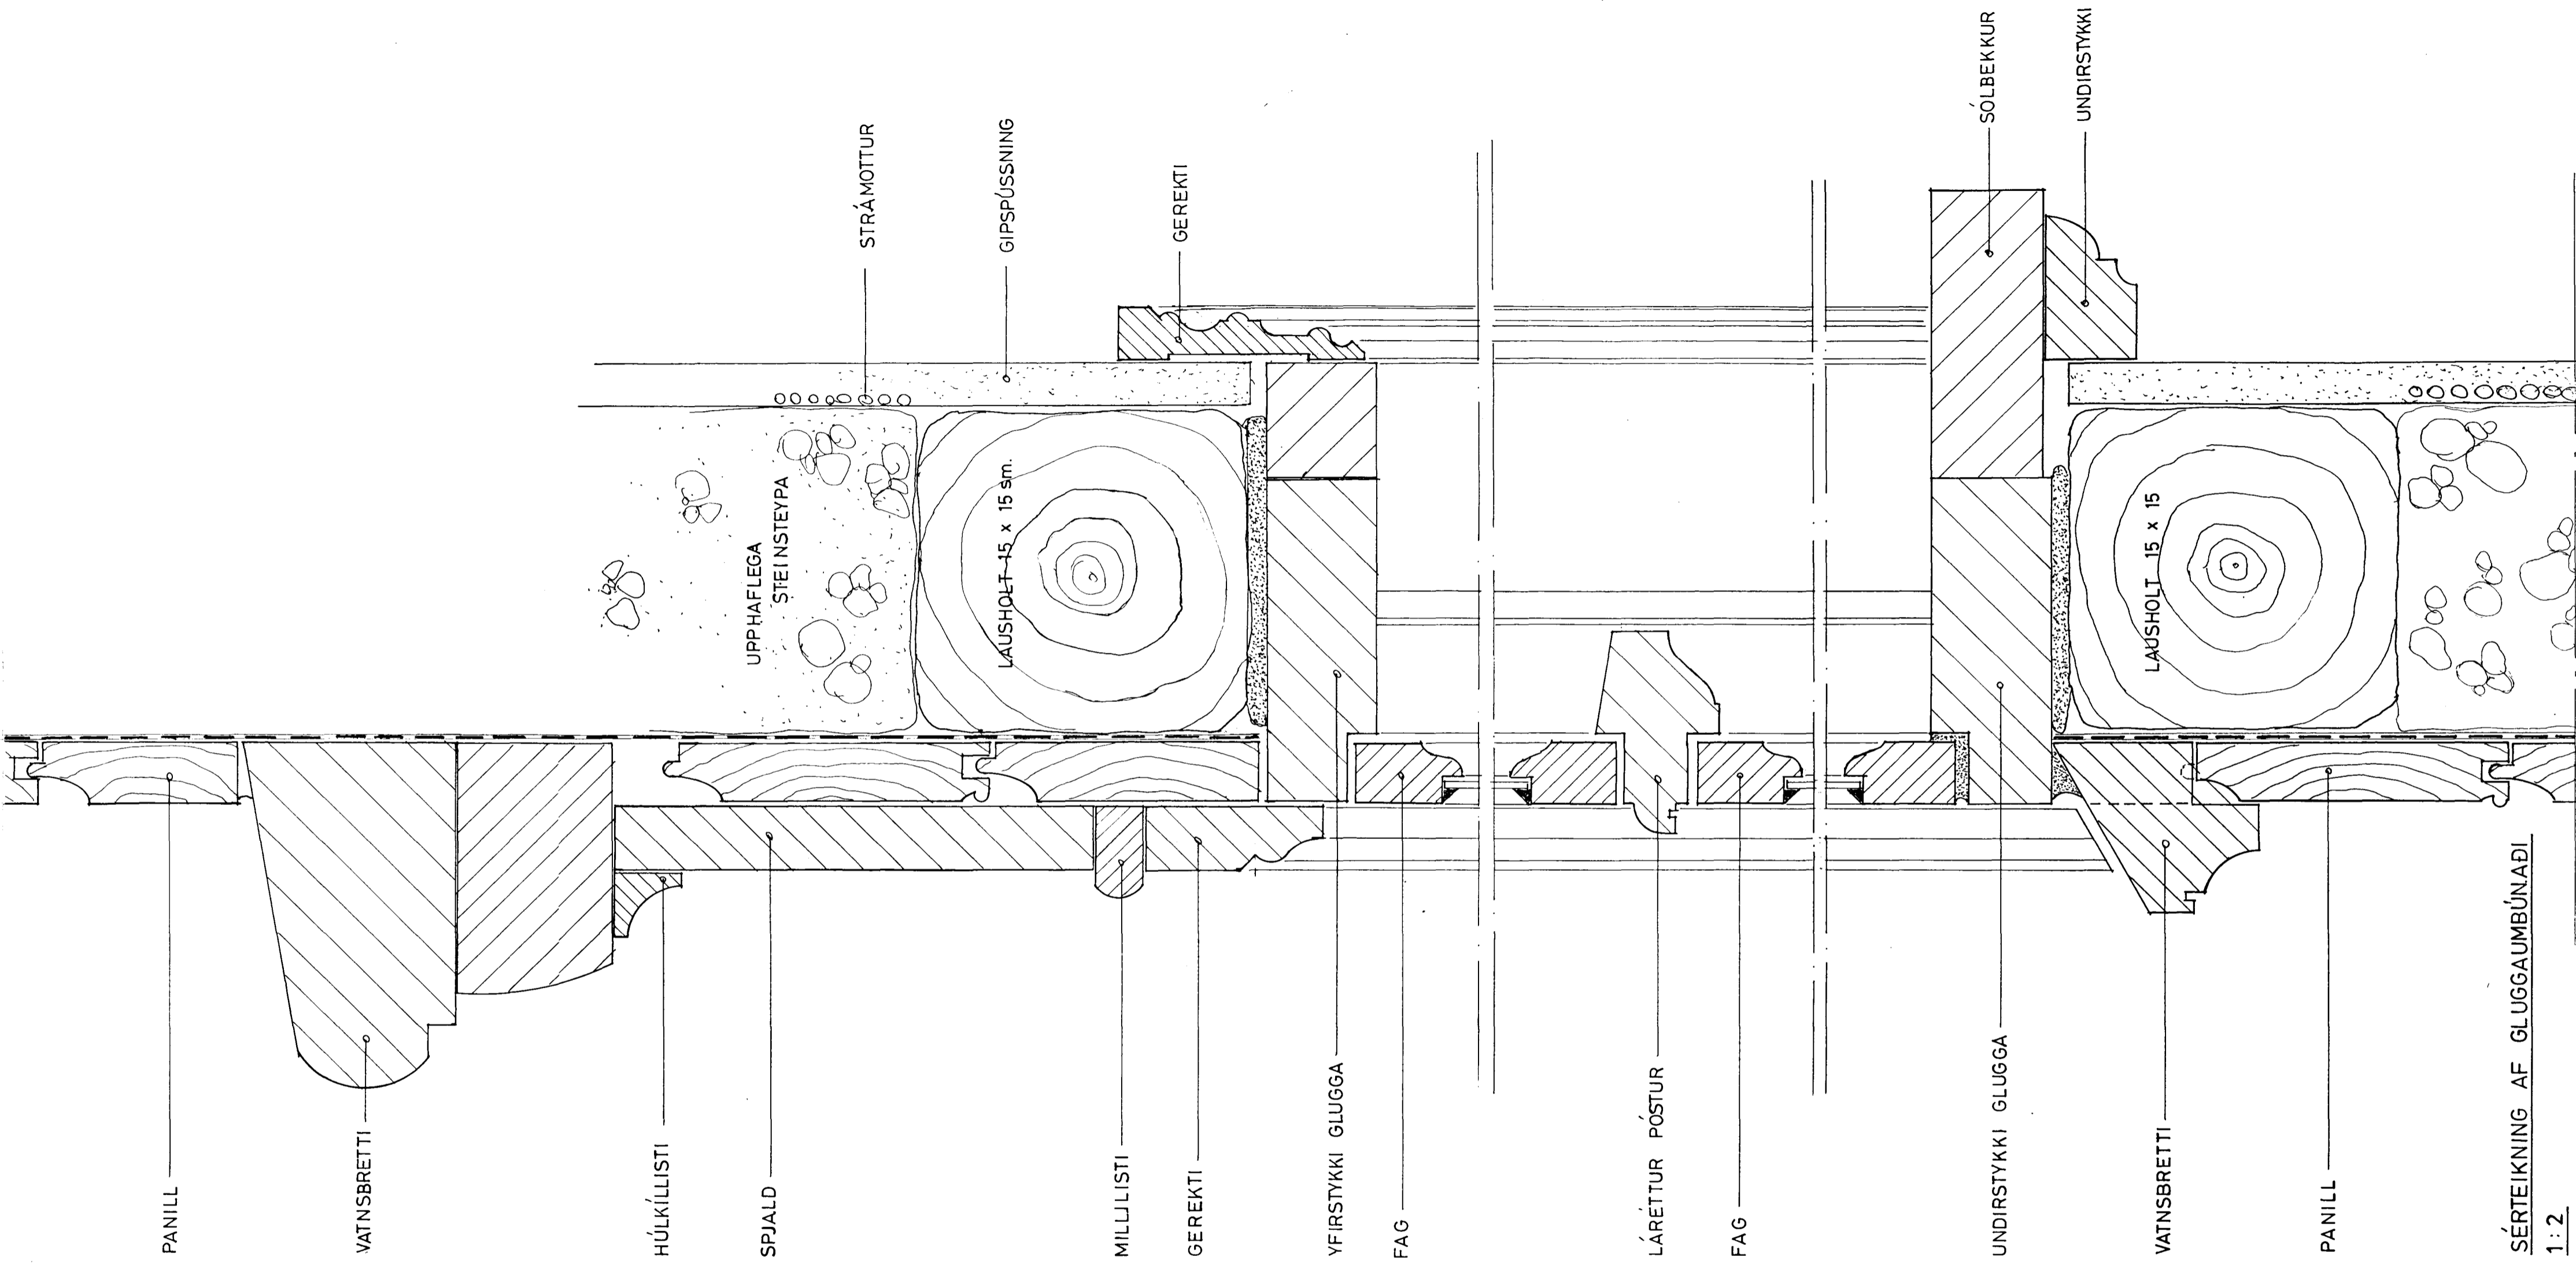 STRÁMOTTUR
GIPSPÚSSNING
GEREKTI
SÓLBEKKUR
UNDIRSTYKKI
UPPHAFLEGA
STEINSTEYPA
LAUSHOLT 15 x 15 sm.
LAUSHOLT 15 x 15
PANILL
VATNSBRETTI
HÚLKÍLLISTI
SPJALD
MILLILISTI
GEREKTI
YFIRSTYKKI GLUGGA
FAG
LÁRÉTTUR PÓSTUR
FAG
UNDIRSTYKKI GLUGGA
VATNSBRETTI
PANILL
SÉRTEIKNING AF GLUGGAUMBÚNAÐI
1:2